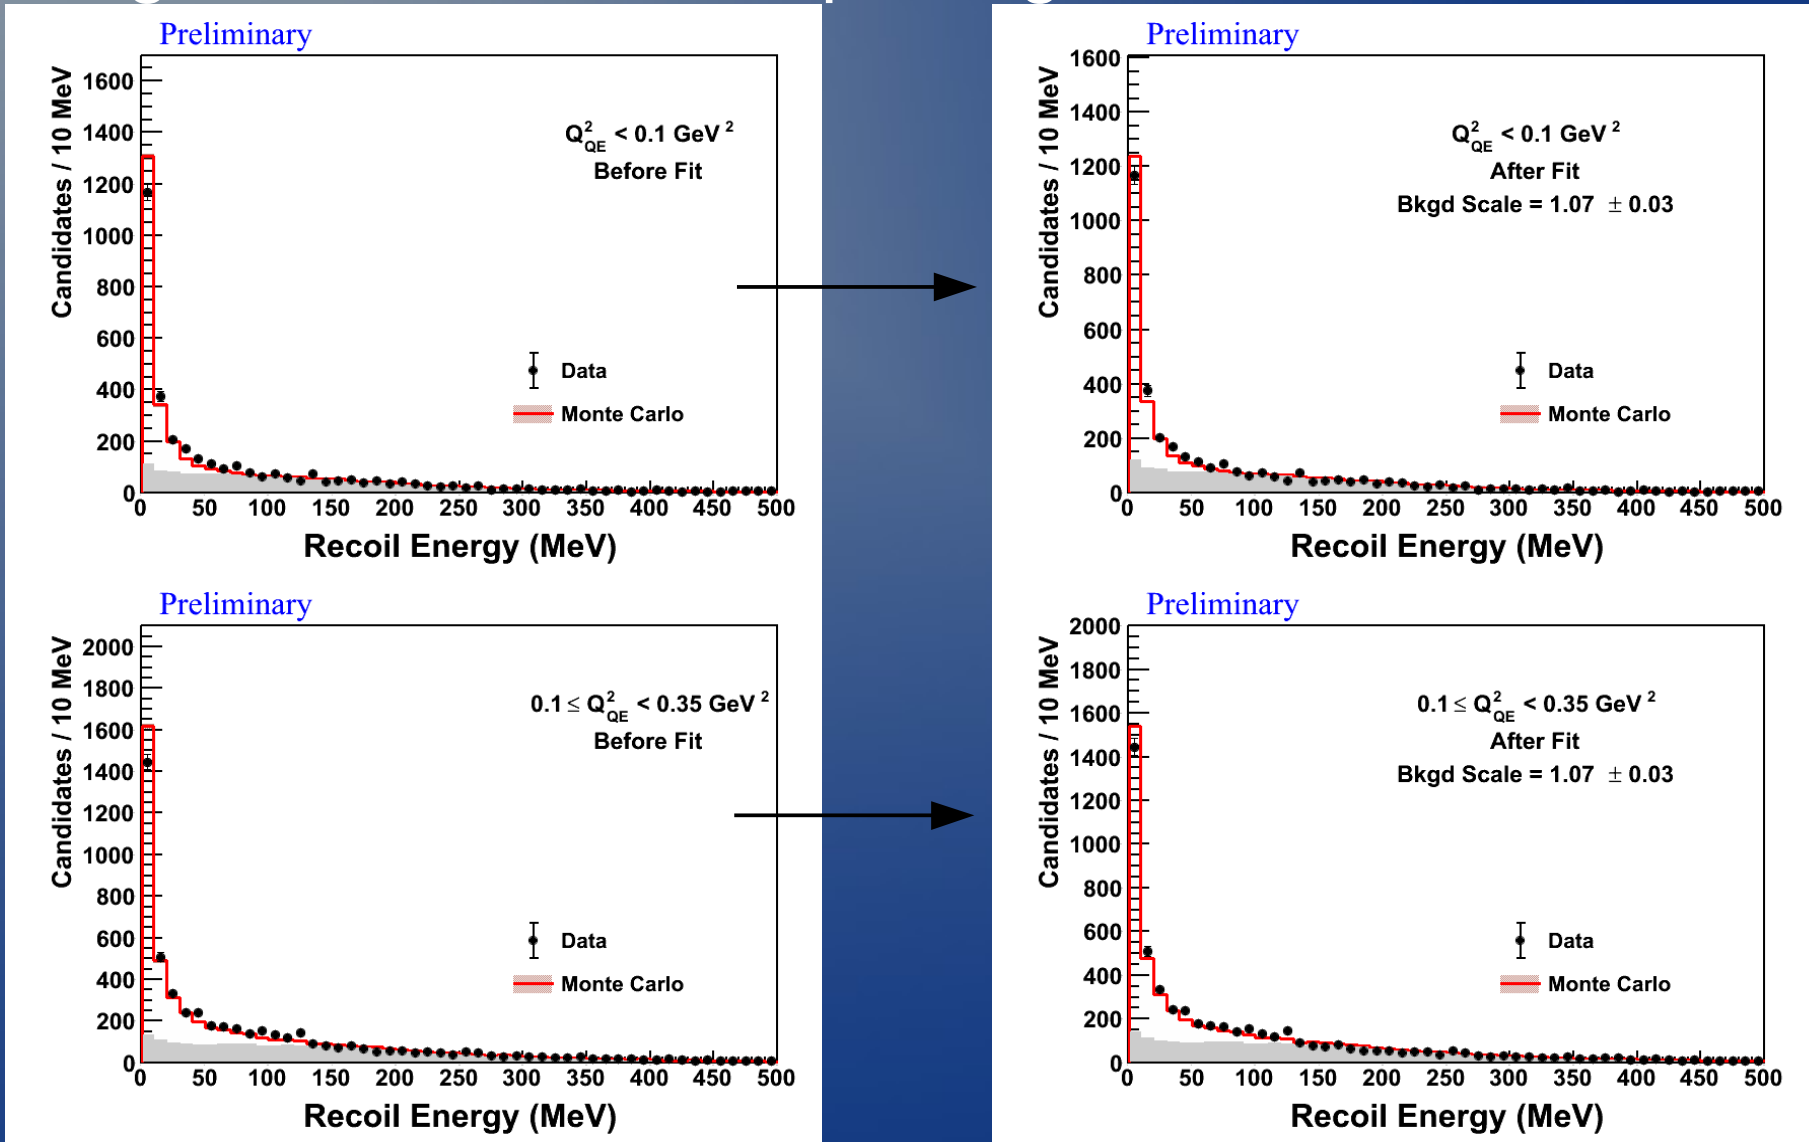 Preliminary
Candidates / 10 MeV
1600
1400
1200
1000
800
600
400
200
0
Q²QE < 0.1 GeV ²
Before Fit
Data
Monte Carlo
0 50 100 150 200 250 300 350 400 450 500
Recoil Energy (MeV)
Preliminary
Candidates / 10 MeV
1600
1400
1200
1000
800
600
400
200
0
Q²QE < 0.1 GeV ²
After Fit
Bkgd Scale = 1.07 ± 0.03
Data
Monte Carlo
0 50 100 150 200 250 300 350 400 450 500
Recoil Energy (MeV)
Preliminary
Candidates / 10 MeV
2000
1800
1600
1400
1200
1000
800
600
400
200
0
0.1 ≤ Q²QE < 0.35 GeV ²
Before Fit
Data
Monte Carlo
0 50 100 150 200 250 300 350 400 450 500
Recoil Energy (MeV)
Preliminary
Candidates / 10 MeV
2000
1800
1600
1400
1200
1000
800
600
400
200
0
0.1 ≤ Q²QE < 0.35 GeV ²
After Fit
Bkgd Scale = 1.07 ± 0.03
Data
Monte Carlo
0 50 100 150 200 250 300 350 400 450 500
Recoil Energy (MeV)